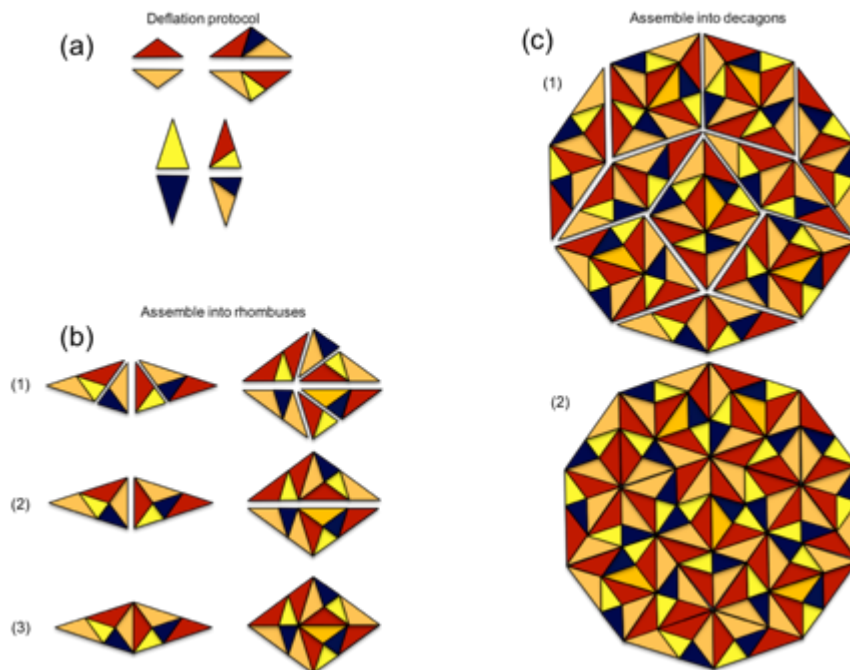 Deflation protocol
(a)
Assemble into rhombuses
(b)
(1)
(2)
(3)
Assemble into decagons
(c)
(1)
(2)